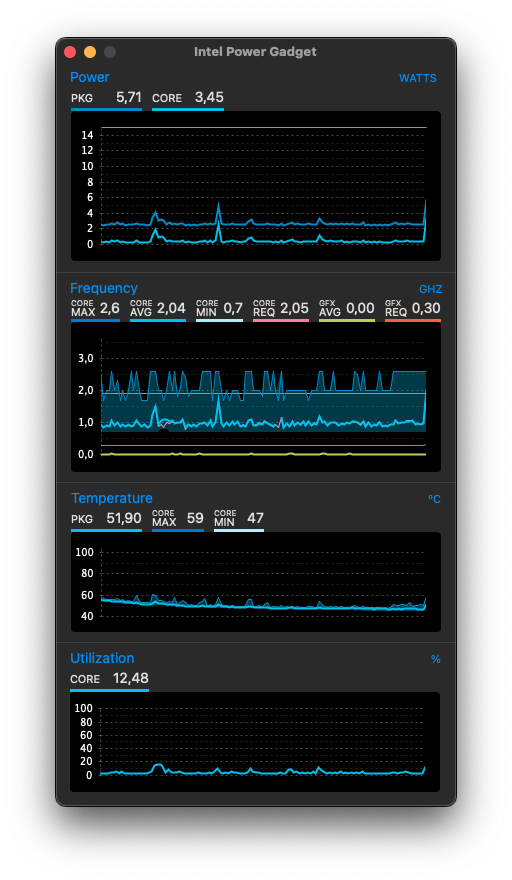 Intel Power Gadget
Power WATTS
PKG 5,71 CORE 3,45
14
12
10
8
6
4
2
0
Frequency GHZ
CORE MAX 2,6 CORE AVG 2,04 CORE MIN 0,7 CORE REQ 2,05 GFX AVG 0,00 GFX REQ 0,30
3,0
2,0
1,0
0,0
Temperature °C
PKG 51,90 CORE MAX 59 CORE MIN 47
100
80
60
40
Utilization %
CORE 12,48
100
80
60
40
20
0